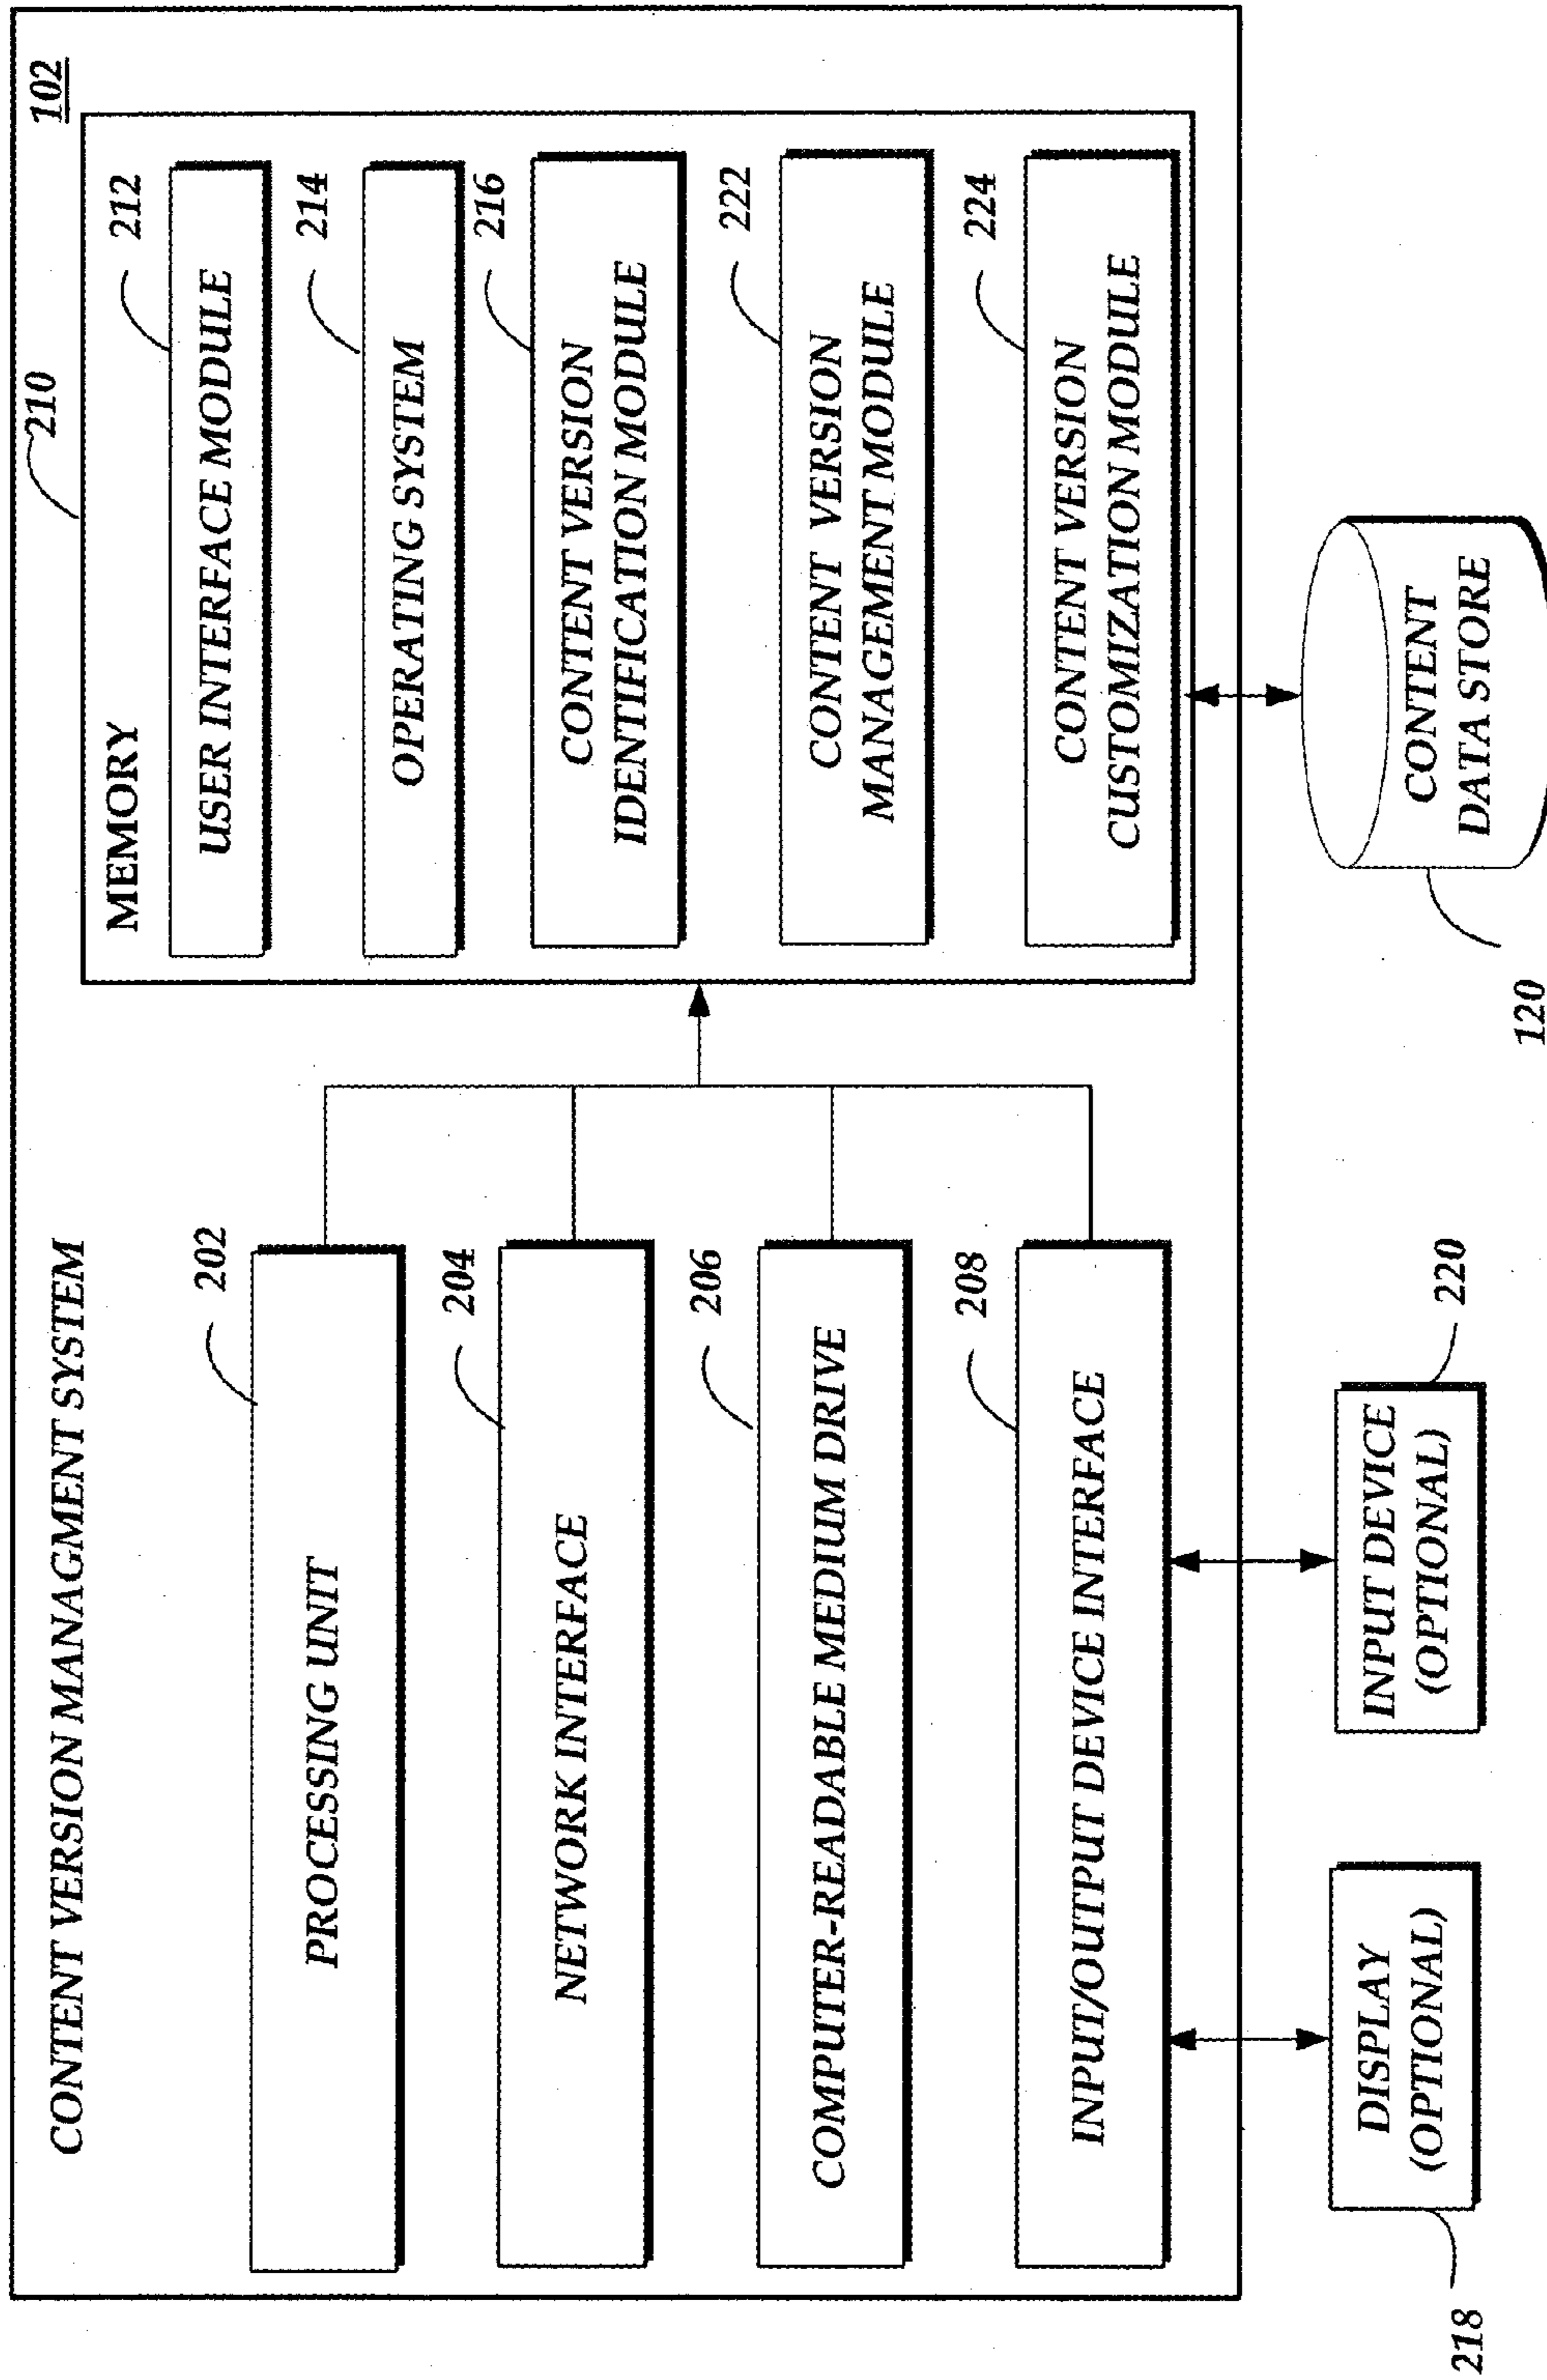 CONTENT VERSION MANAGMENT SYSTEM
102
202
PROCESSING UNIT
204
NETWORK INTERFACE
206
COMPUTER-READABLE MEDIUM DRIVE
208
INPUT/OUTPUT DEVICE INTERFACE
210
MEMORY
212
USER INTERFACE MODULE
214
OPERATING SYSTEM
216
CONTENT VERSION
IDENTIFICATION MODULE
222
CONTENT VERSION
MANAGEMENT MODULE
224
CONTENT VERSION
CUSTOMIZATION MODULE
218
DISPLAY
(OPTIONAL)
220
INPUT DEVICE
(OPTIONAL)
120
CONTENT
DATA STORE